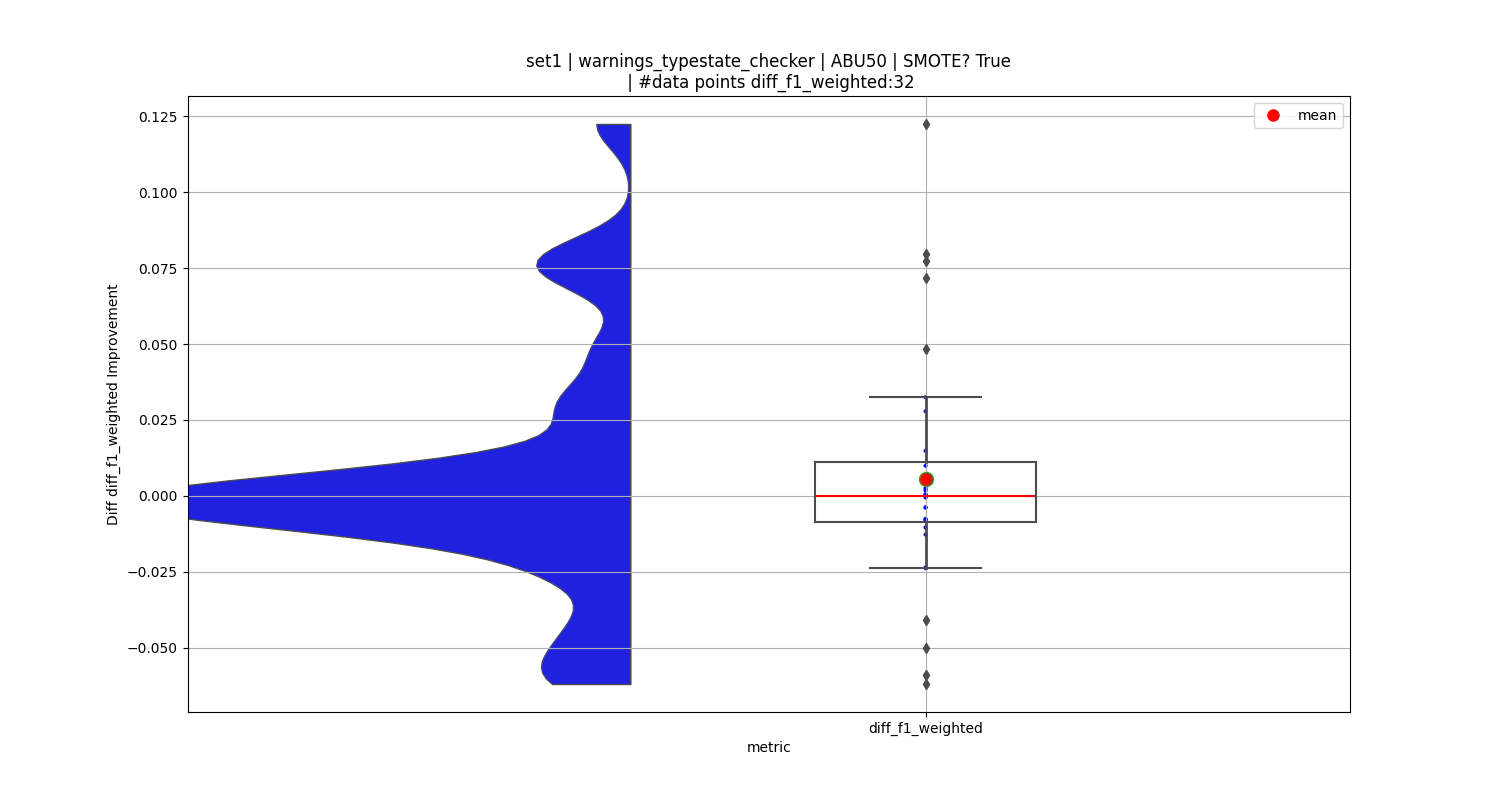 set1 | warnings_typestate_checker | ABU50 | SMOTE? True
| #data points diff_f1_weighted:32
mean
0.125
0.100
0.075
0.050
0.025
0.000
−0.025
−0.050
Diff diff_f1_weighted Improvement
diff_f1_weighted
metric